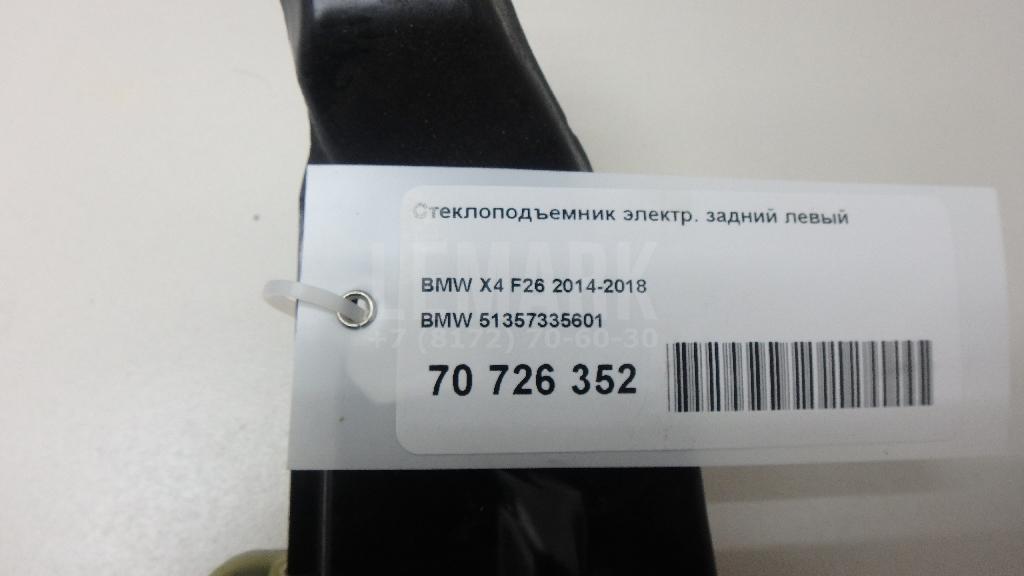 Стеклоподъемник электр. задний левый
LEMARK
BMW X4 F26 2014-2018
BMW 51357335601
+7 (8172) 70-60-30
70 726 352